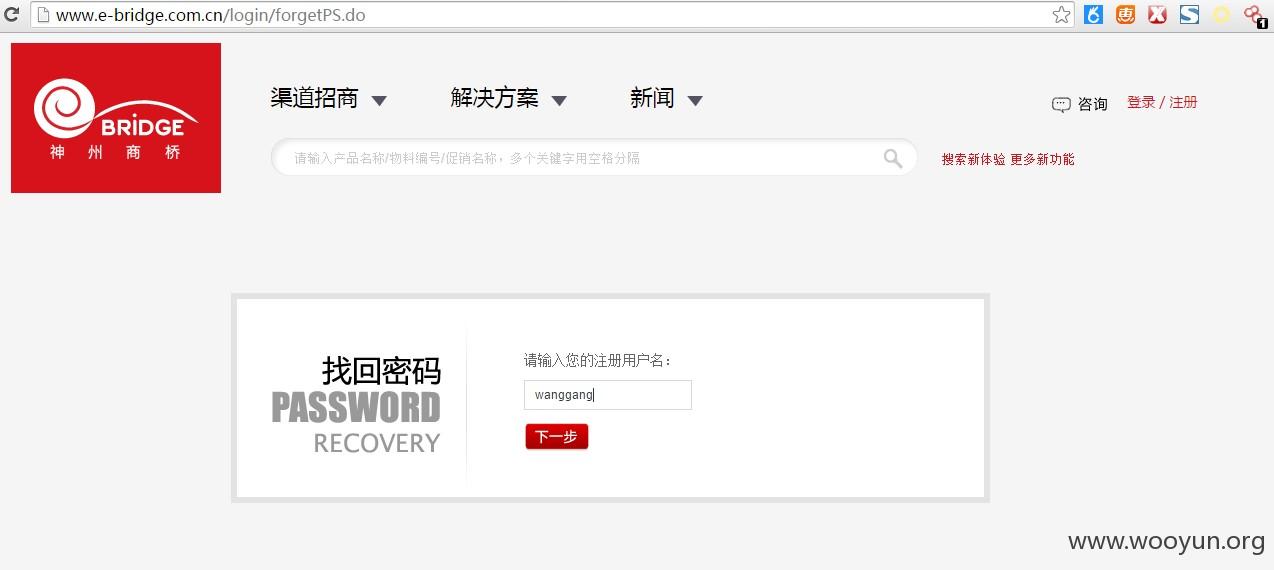 www.e-bridge.com.cn/login/forgetPS.do
1
渠道招商 解决方案 新闻 咨询 登录 / 注册
BRiDGE
神州商桥
请输入产品名称/物料编号/促销名称，多个关键字用空格分隔 搜索新体验 更多新功能
找回密码
PASSWORD
RECOVERY
请输入您的注册用户名：
wanggang
下一步
www.wooyun.org